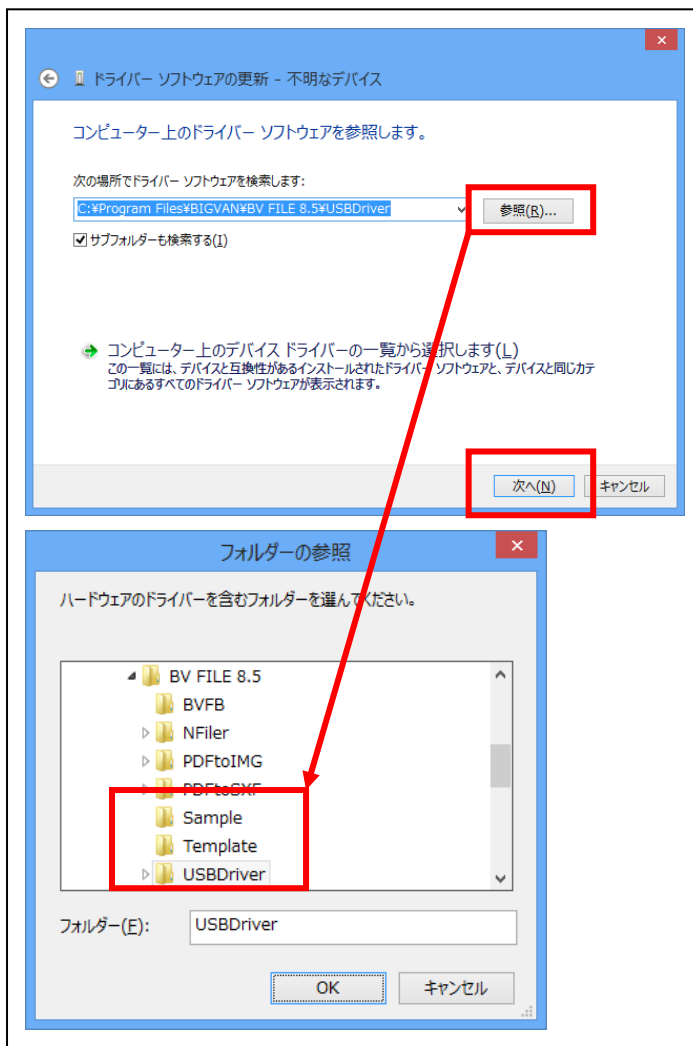 ドライバー ソフトウェアの更新 - 不明なデバイス
コンピューター上のドライバー ソフトウェアを参照します。
次の場所でドライバー ソフトウェアを検索します:
C:¥Program Files¥BIGVAN¥BV FILE 8.5¥USBDriver
参照(R)...
サブフォルダーも検索する(I)
コンピューター上のデバイス ドライバーの一覧から選択します(L)
この一覧には、デバイスと互換性があるインストールされたドライバー ソフトウェアと、デバイスと同じカテ
ゴリにあるすべてのドライバー ソフトウェアが表示されます。
次へ(N)
キャンセル
フォルダーの参照
ハードウェアのドライバーを含むフォルダーを選んでください。
BV FILE 8.5
BVFB
NFiler
PDFtoIMG
PDFtoSXF
Sample
Template
USBDriver
フォルダー(F):
USBDriver
OK
キャンセル